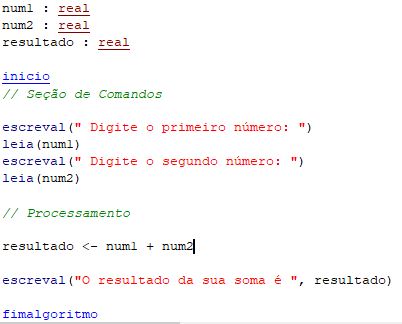 num1 : real
num2 : real
resultado : real
inicio
// Seção de Comandos
escreval(" Digite o primeiro número: ")
leia(num1)
escreval(" Digite o segundo número: ")
leia(num2)
// Processamento
resultado <- num1 + num2
escreval("O resultado da sua soma é ", resultado)
fimalgoritmo